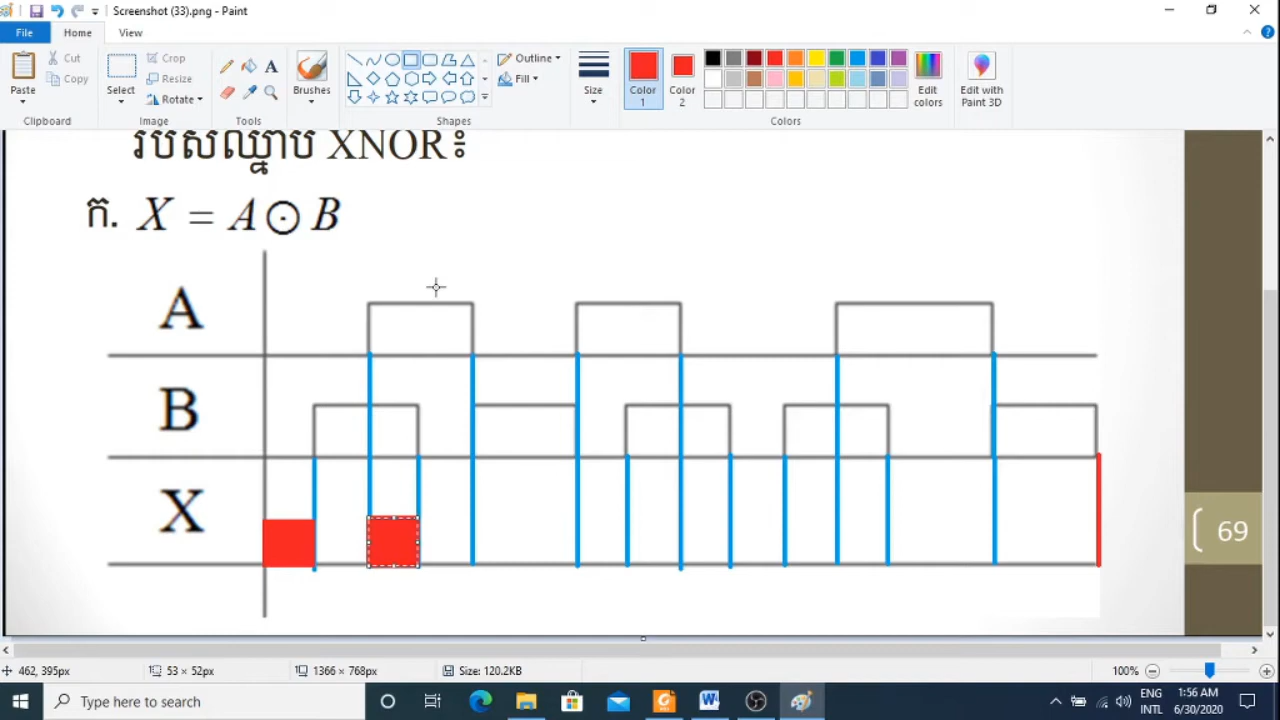 Screenshot (33).png - Paint
File Home View
Paste Cut Copy Select Crop Resize Rotate A Brushes Outline Fill Size Color 1 Color 2 Edit colors Edit with Paint 3D
Clipboard Image Tools Shapes Colors
របស់ឈ្នាប់ XNOR៖
ក. X = A ⊙ B
A
B
X
69
462, 395px 53 × 52px 1366 × 768px Size: 120.2KB 100%
Type here to search ENG INTL 1:56 AM 6/30/2020